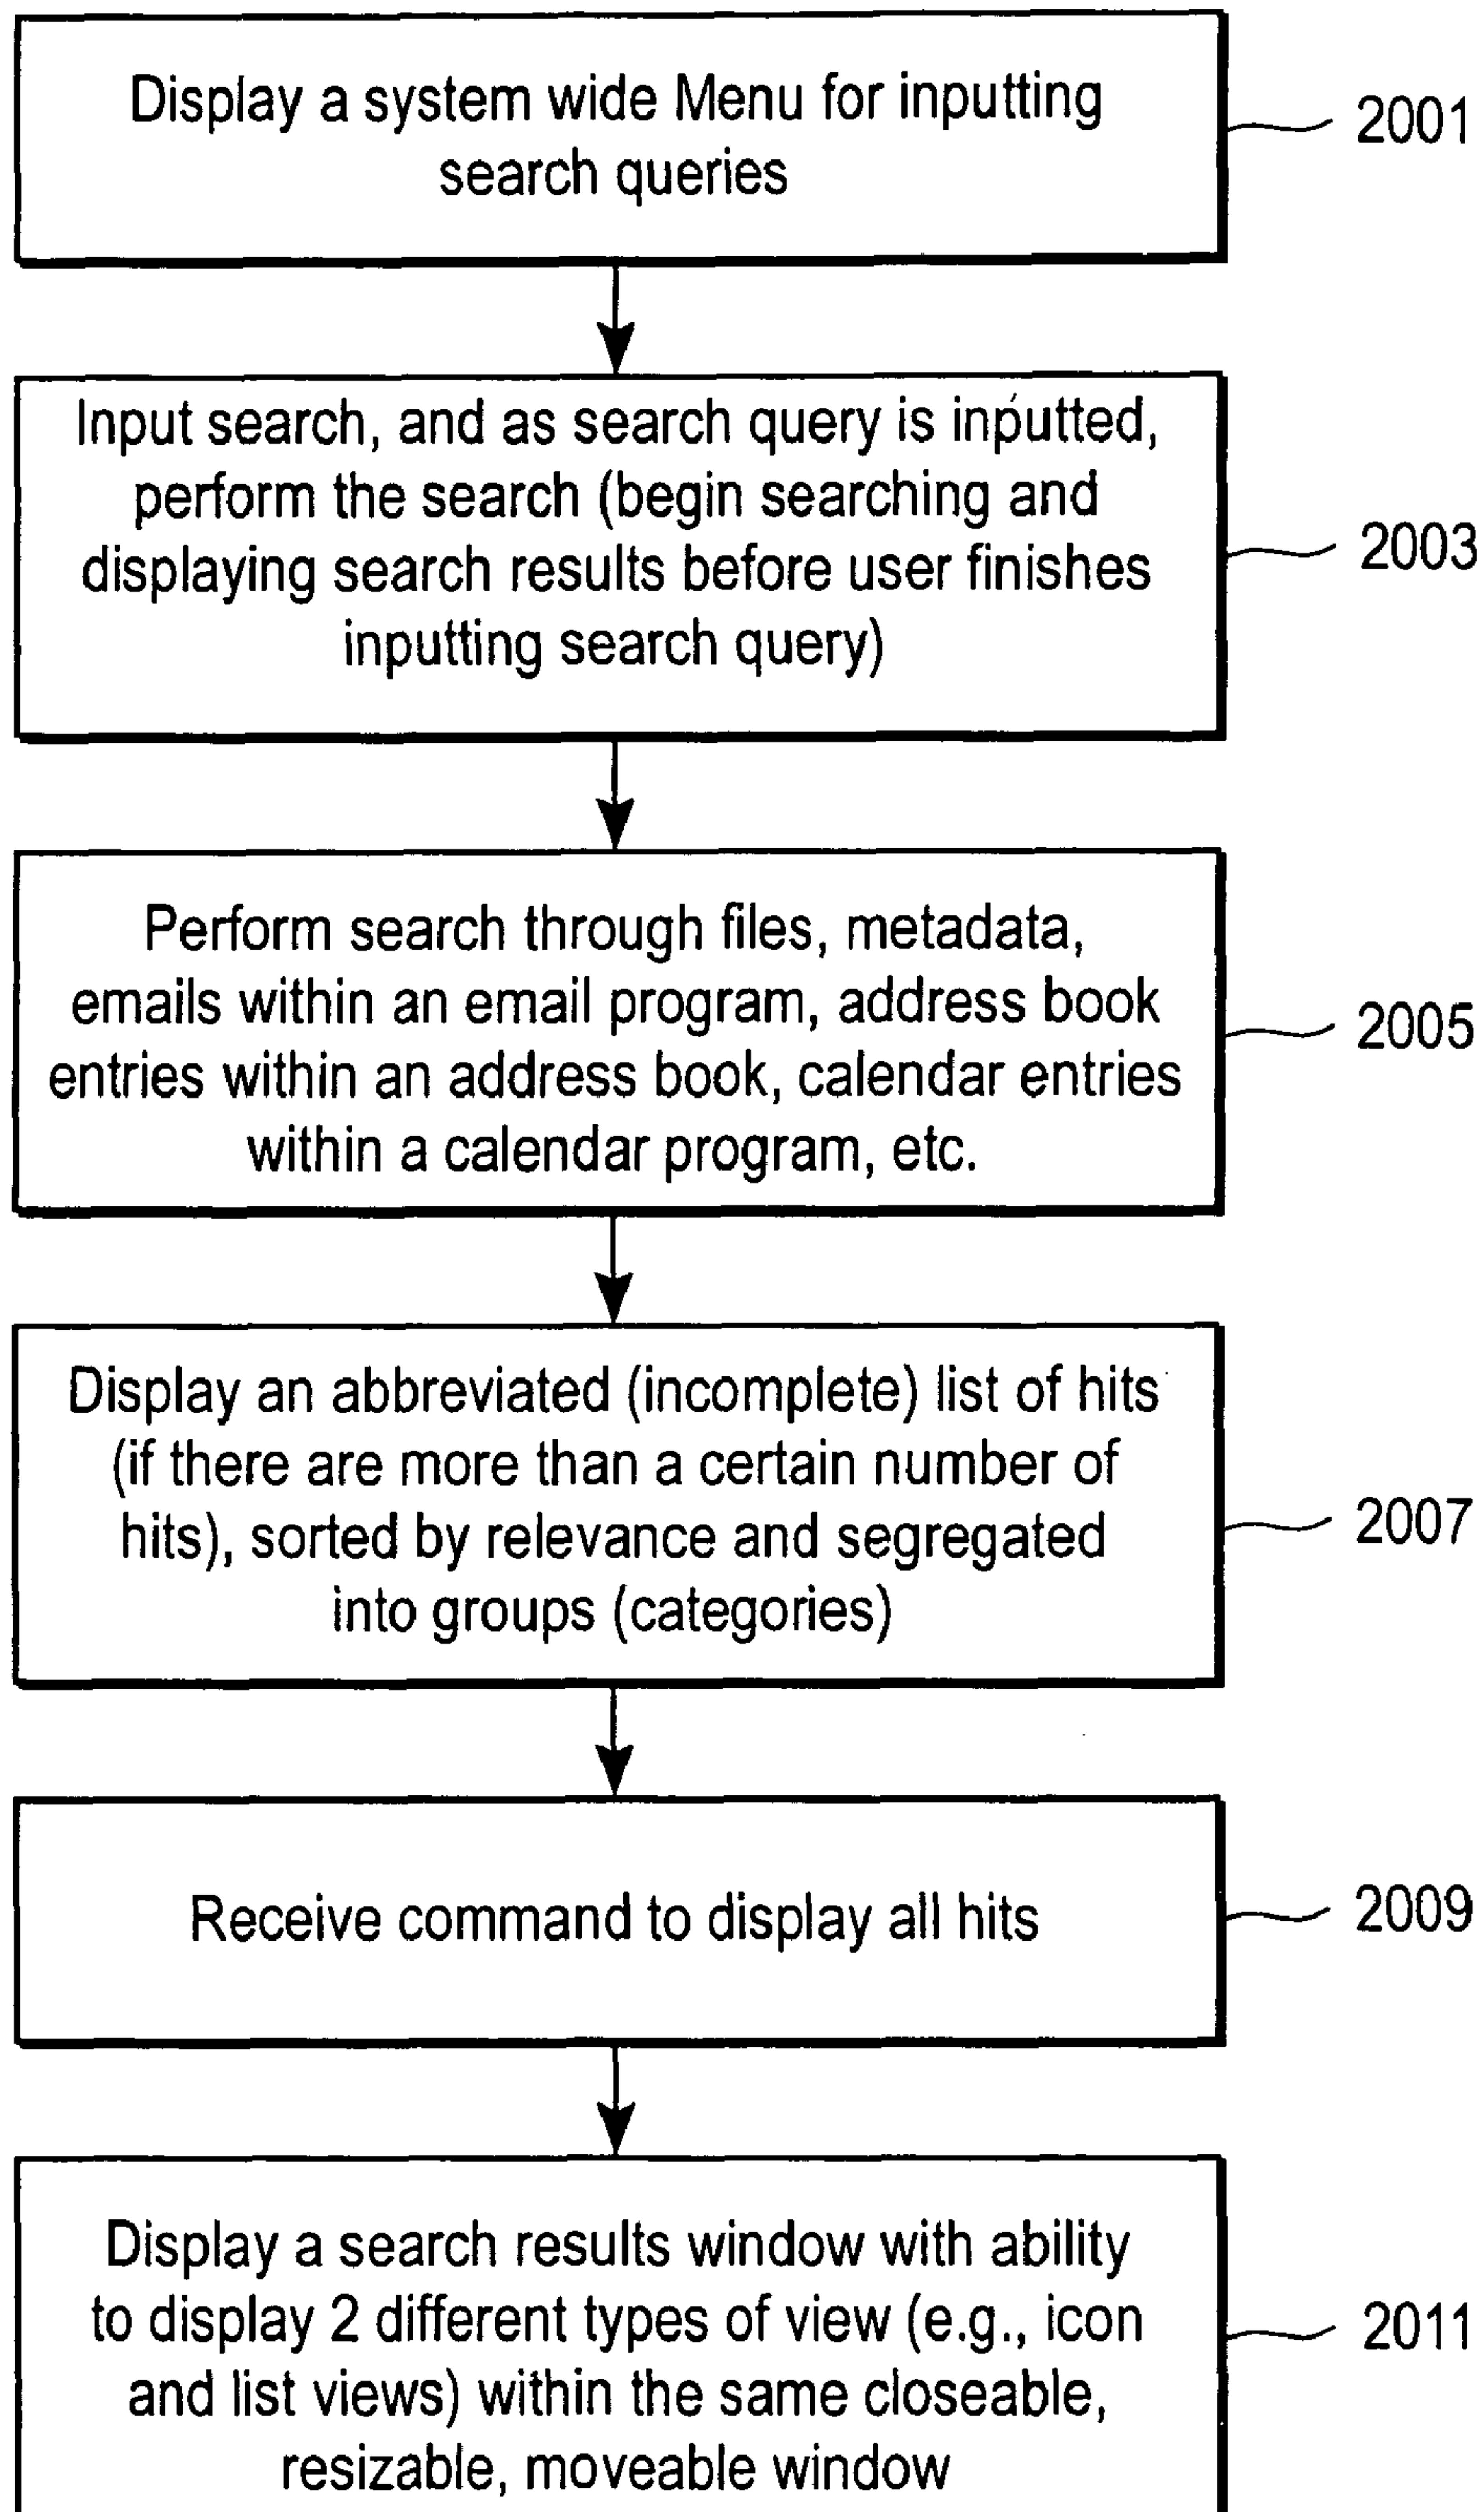 Display a system wide Menu for inputting
search queries
2001
Input search, and as search query is inputted,
perform the search (begin searching and
displaying search results before user finishes
inputting search query)
2003
Perform search through files, metadata,
emails within an email program, address book
entries within an address book, calendar entries
within a calendar program, etc.
2005
Display an abbreviated (incomplete) list of hits
(if there are more than a certain number of
hits), sorted by relevance and segregated
into groups (categories)
2007
Receive command to display all hits
2009
Display a search results window with ability
to display 2 different types of view (e.g., icon
and list views) within the same closeable,
resizable, moveable window
2011